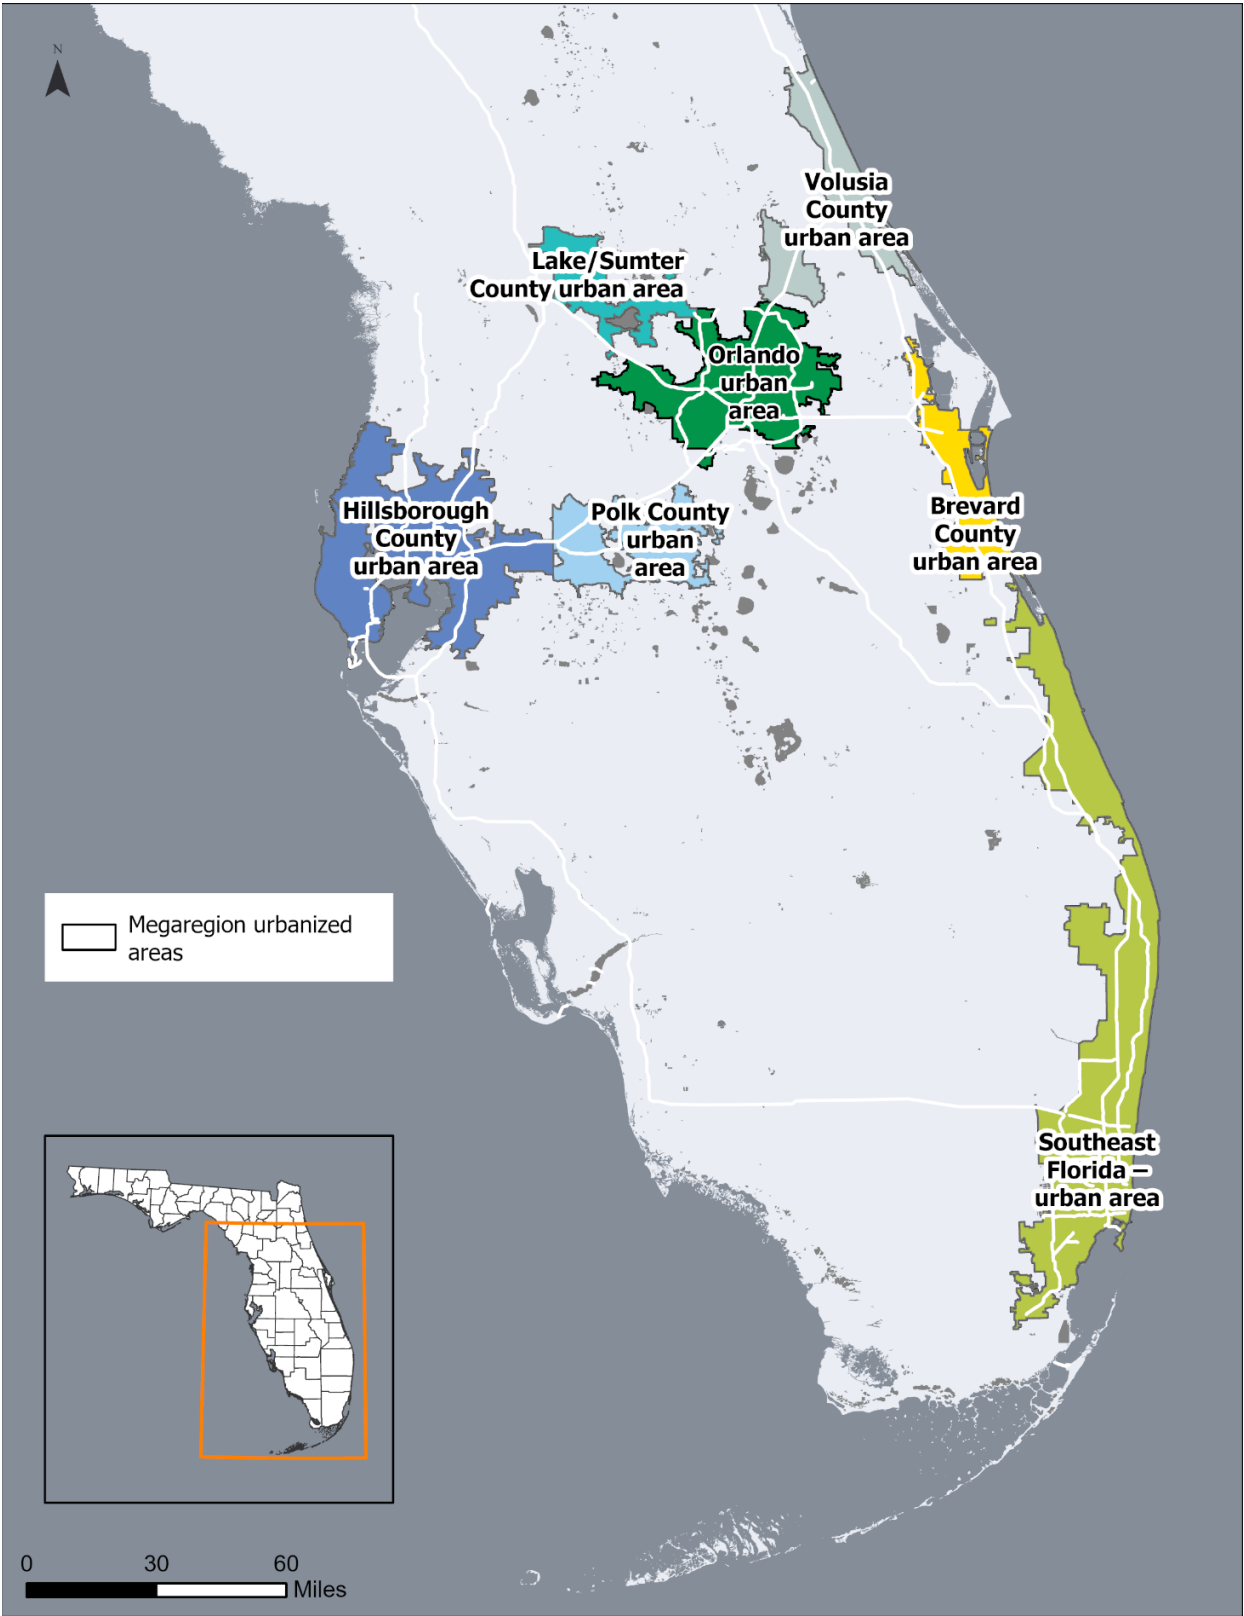 N
Volusia
County
urban area
Lake/Sumter
County urban area
Orlando
urban
area
Hillsborough
County
urban area
Polk County
urban
area
Brevard
County
urban area
Megaregion urbanized
areas
Southeast
Florida –
urban area
0 30 60
Miles